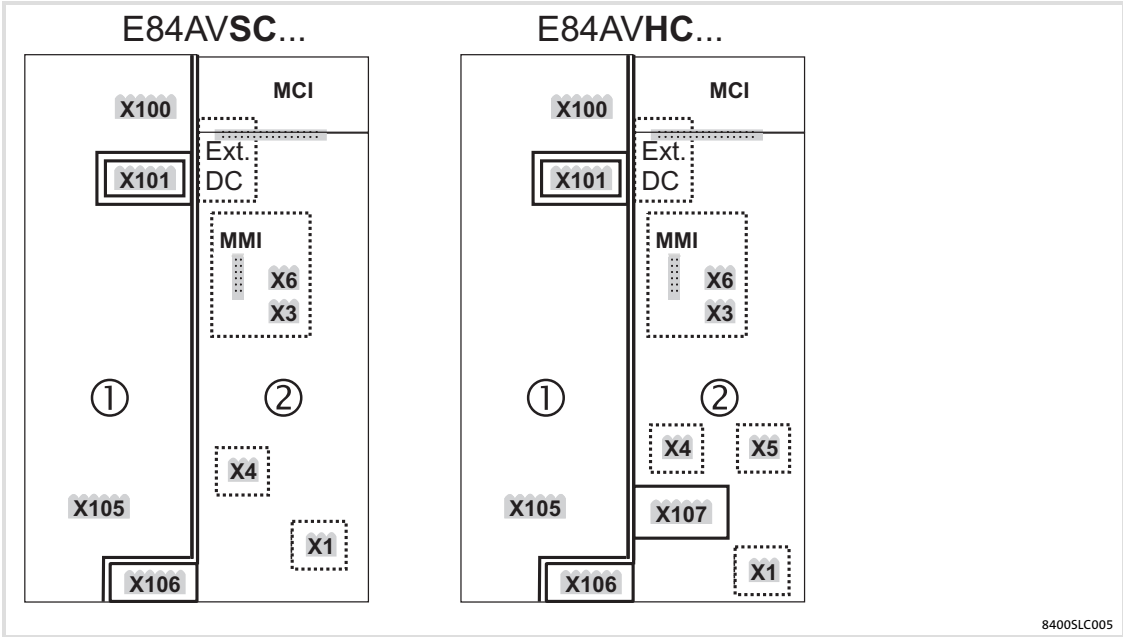 E84AVSC... E84AVHC...
MCI MCI
X100 X100
Ext. Ext.
X101 DC X101 DC
MMI MMI
X6 X6
X3 X3
① ② ① ②
X4 X4 X5
X105 X105 X107
X1 X1
X106 X106
8400SLC005